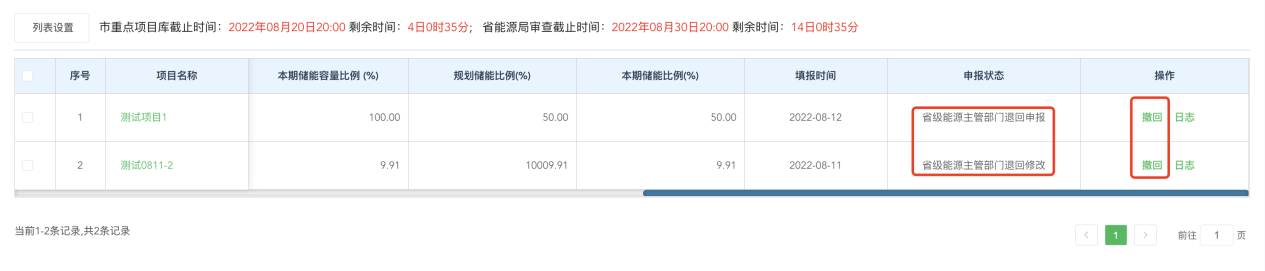 列表设置 市重点项目库截止时间：2022年08月20日20:00 剩余时间：4日0时35分； 省能源局审查截止时间：2022年08月30日20:00 剩余时间：14日0时35分
序号 项目名称 本期储能容量比例 (%) 规划储能比例(%) 本期储能比例(%) 填报时间 申报状态 操作
1 测试项目1 100.00 50.00 50.00 2022-08-12 省级能源主管部门退回申报 撤回 日志
2 测试0811-2 9.91 10009.91 9.91 2022-08-11 省级能源主管部门退回修改 撤回 日志
当前1-2条记录,共2条记录 1 前往 1 页